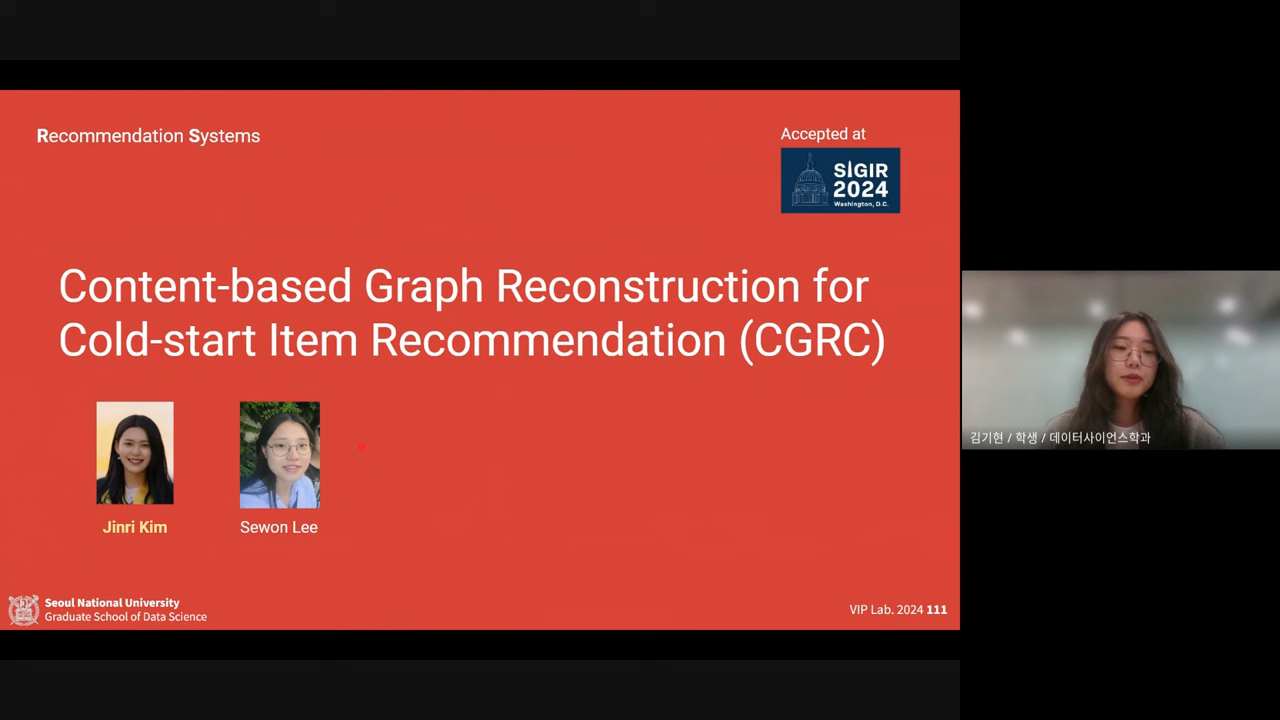 Recommendation Systems
Accepted at
SIGIR
2024
Washington, D.C.
Content-based Graph Reconstruction for
Cold-start Item Recommendation (CGRC)
Jinri Kim
Sewon Lee
Seoul National University
Graduate School of Data Science
VIP Lab. 2024 111
김기현 / 학생 / 데이터사이언스학과